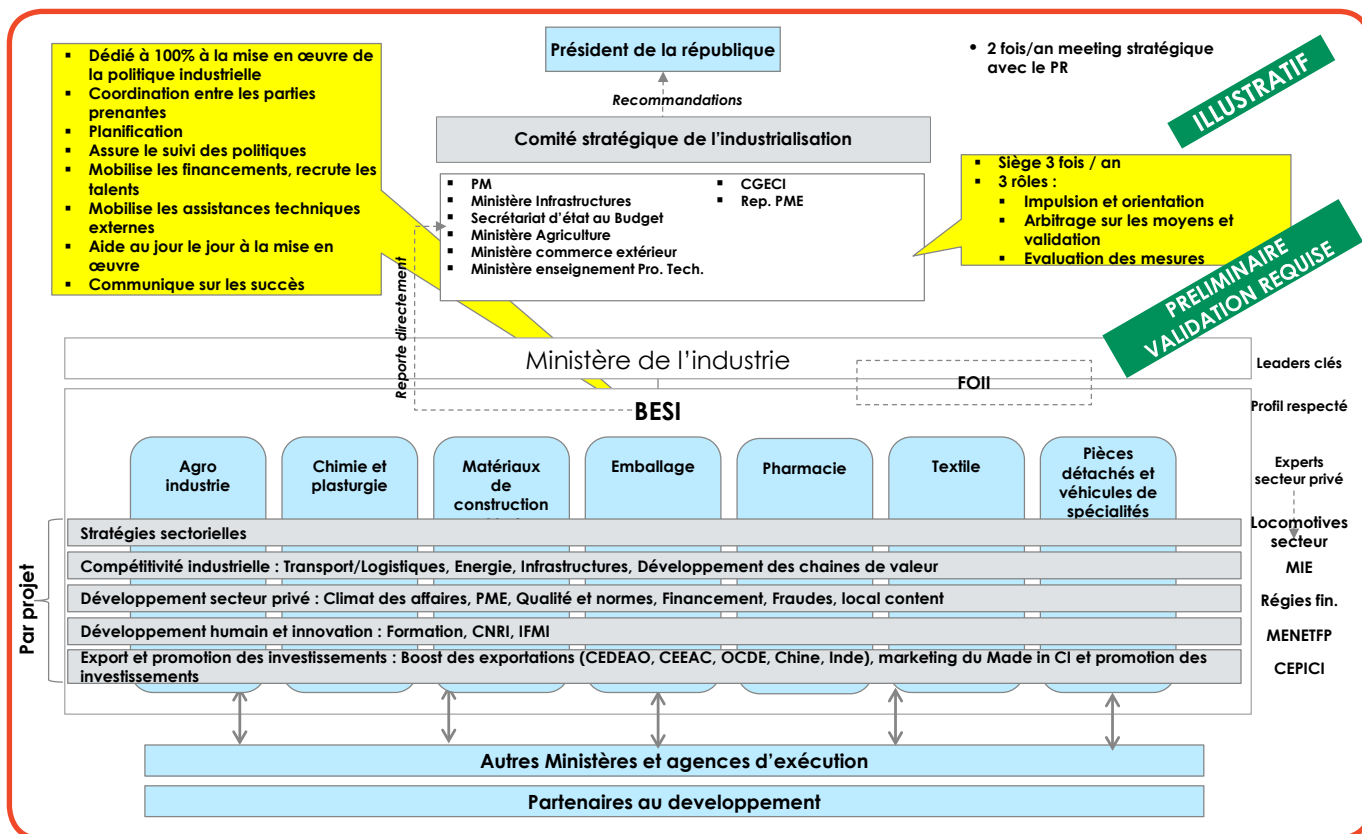 Président de la république
2 fois/an meeting stratégique
avec le PR
ILLUSTRATIF
Dédié à 100% à la mise en œuvre de
la politique industrielle
Coordination entre les parties
prenantes
Planification
Assure le suivi des politiques
Mobilise les financements, recrute les
talents
Mobilise les assistances techniques
externes
Aide au jour le jour à la mise en
œuvre
Communique sur les succès
Recommandations
Comité stratégique de l'industrialisation
PM
Ministère Infrastructures
Secrétariat d'état au Budget
Ministère Agriculture
Ministère commerce extérieur
Ministère enseignement Pro. Tech.
CGECI
Rep. PME
Siège 3 fois / an
3 rôles :
Impulsion et orientation
Arbitrage sur les moyens et
validation
Evaluation des mesures
PRELIMINAIRE
VALIDATION REQUISE
Reporte directement
Ministère de l'industrie
FOII
Leaders clés
BESI
Profil respecté
Agro
industrie
Chimie et
plasturgie
Matériaux
de
construction
Emballage
Pharmacie
Textile
Pièces
détachés et
véhicules de
spécialités
Experts
secteur privé
Par projet
Stratégies sectorielles
Locomotives
secteur
Compétitivité industrielle : Transport/Logistiques, Energie, Infrastructures, Développement des chaines de valeur
MIE
Développement secteur privé : Climat des affaires, PME, Qualité et normes, Financement, Fraudes, local content
Régies fin.
Développement humain et innovation : Formation, CNRI, IFMI
MENETFP
Export et promotion des investissements : Boost des exportations (CEDEAO, CEEAC, OCDE, Chine, Inde), marketing du Made in CI et promotion des
investissements
CEPICI
Autres Ministères et agences d'exécution
Partenaires au developpement